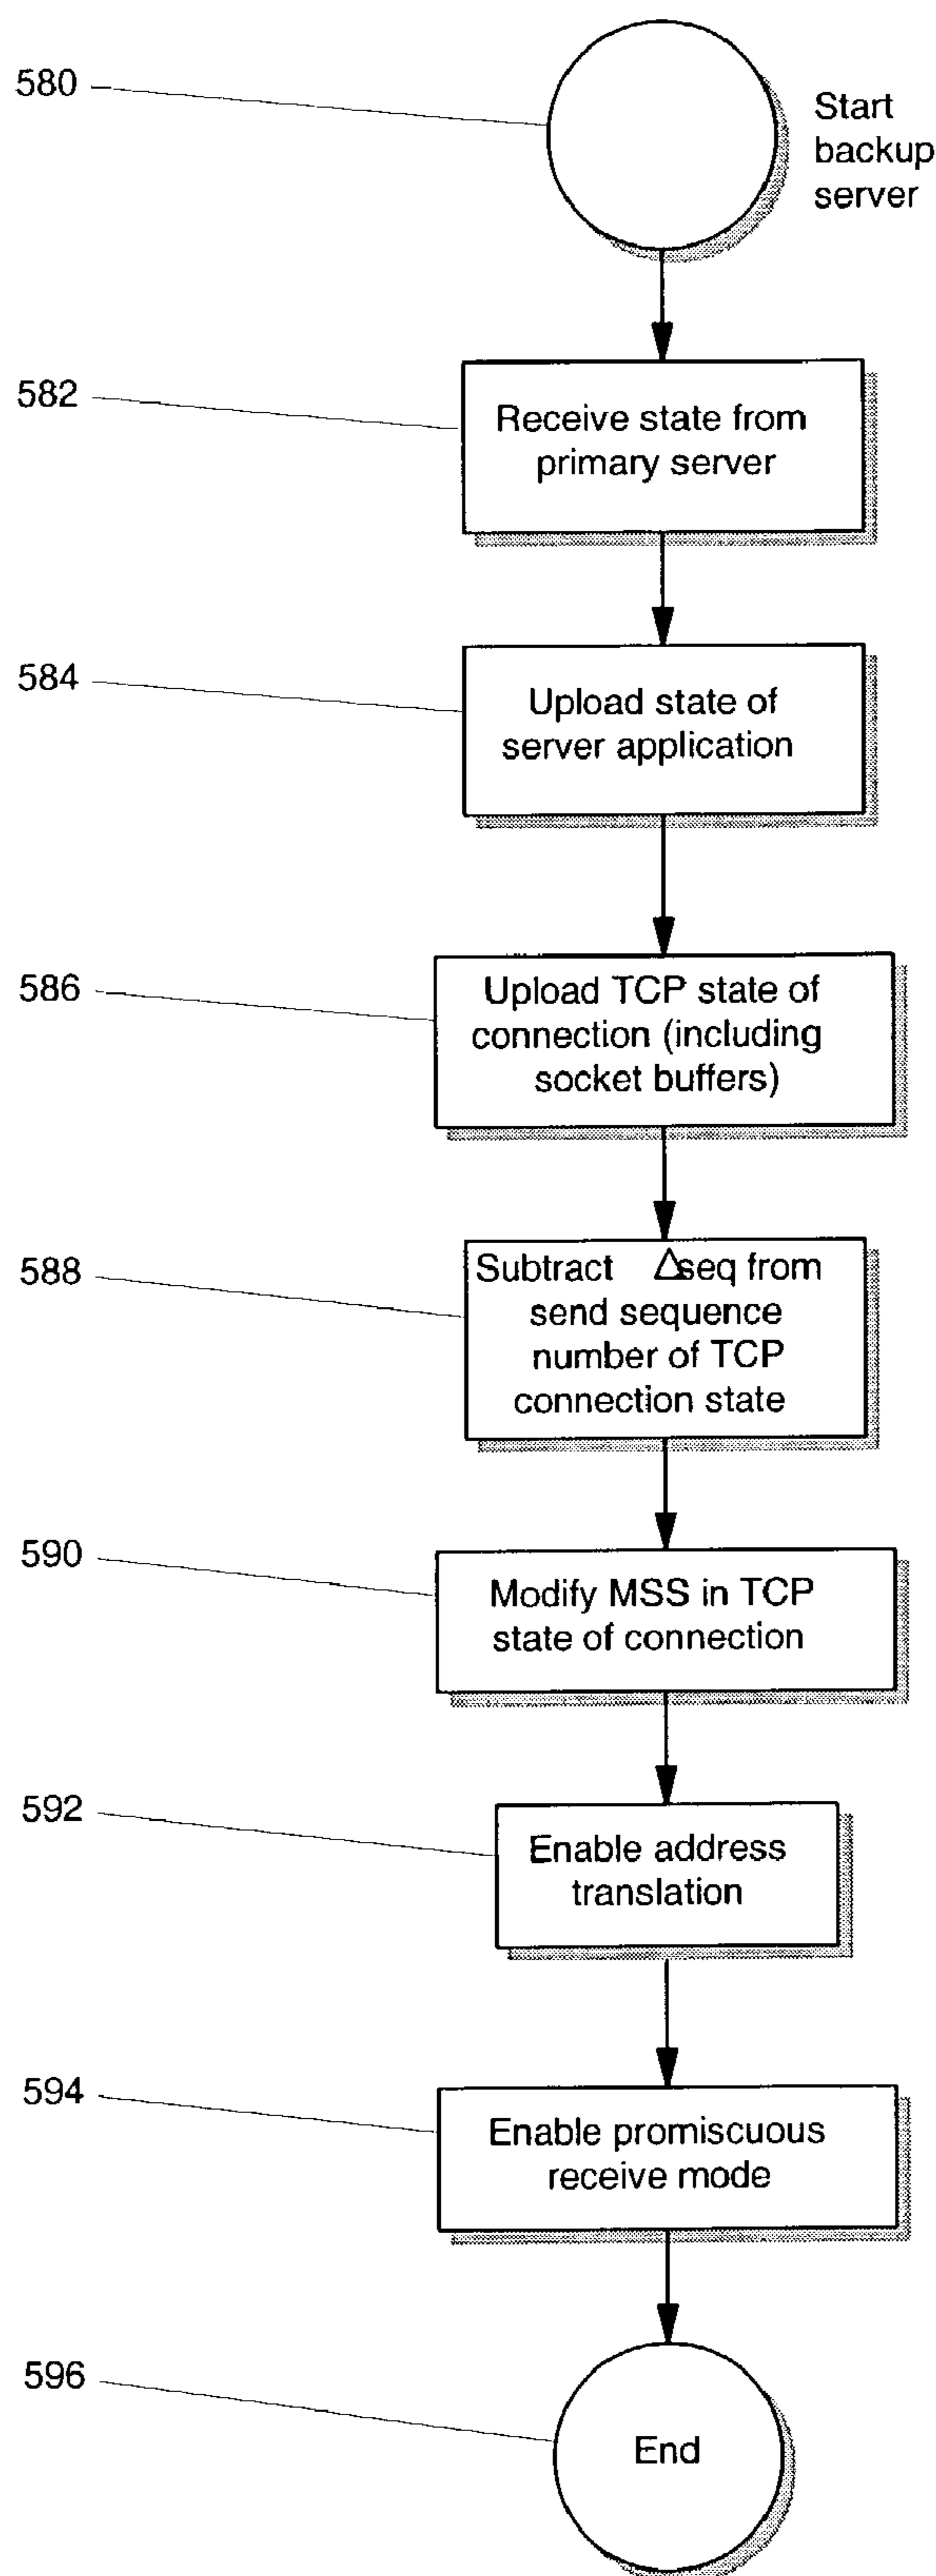 580
Start
backup
server
582
Receive state from
primary server
584
Upload state of
server application
586
Upload TCP state of
connection (including
socket buffers)
588
Subtract Δseq from
send sequence
number of TCP
connection state
590
Modify MSS in TCP
state of connection
592
Enable address
translation
594
Enable promiscuous
receive mode
596
End